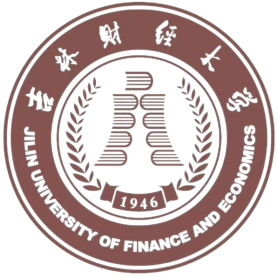 吉林财经大学
1946
JILIN UNIVERSITY OF FINANCE AND ECONOMICS